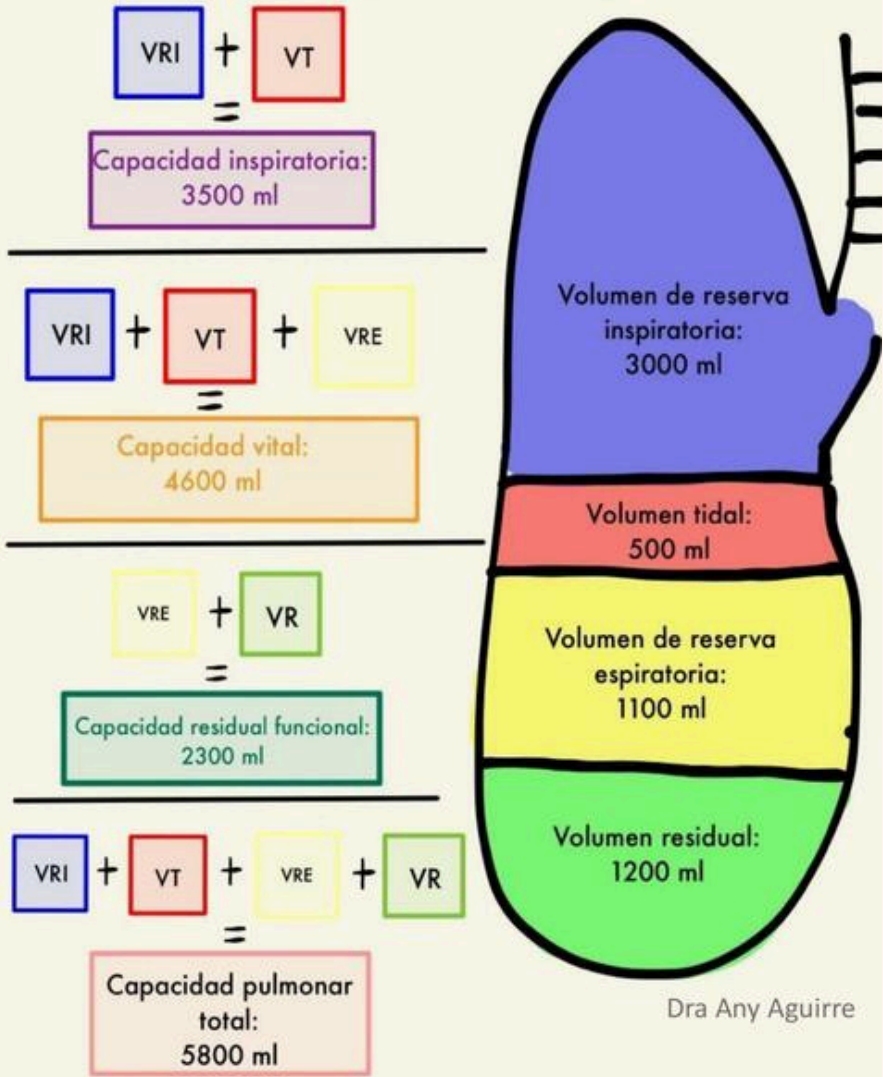 VRI + VT
=
Capacidad inspiratoria:
3500 ml
VRI + VT + VRE
=
Capacidad vital:
4600 ml
VRE + VR
=
Capacidad residual funcional:
2300 ml
VRI + VT + VRE + VR
=
Capacidad pulmonar
total:
5800 ml
Volumen de reserva
inspiratoria:
3000 ml
Volumen tidal:
500 ml
Volumen de reserva
espiratoria:
1100 ml
Volumen residual:
1200 ml
Dra Any Aguirre